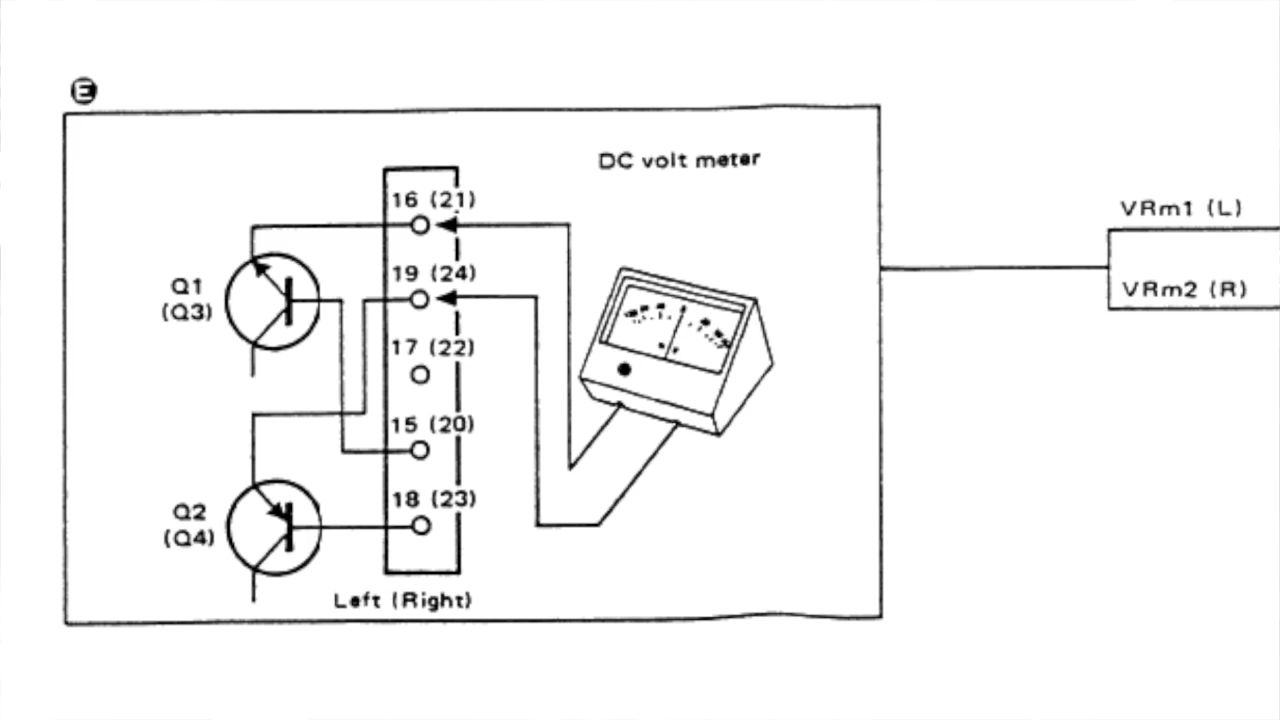 E
DC volt meter
16 (21)
19 (24)
17 (22)
15 (20)
18 (23)
Q1
(Q3)
Q2
(Q4)
Left (Right)
VRm1 (L)
VRm2 (R)